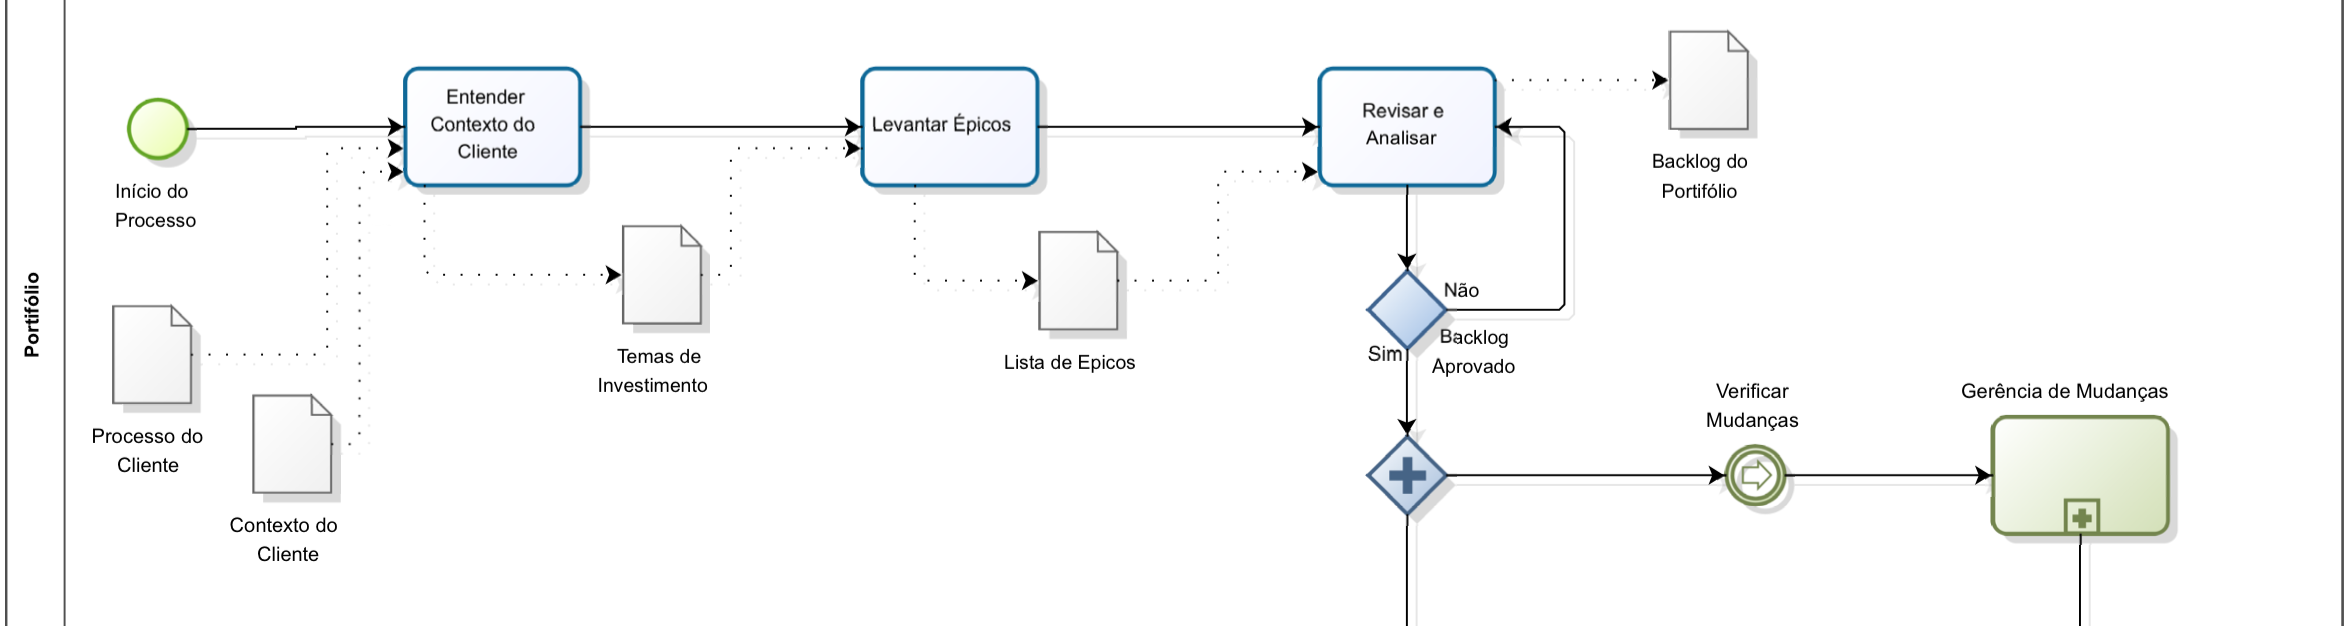 Portifólio
Início do
Processo
Entender
Contexto do
Cliente
Levantar Épicos
Revisar e
Analisar
Backlog do
Portifólio
Processo do
Cliente
Contexto do
Cliente
Temas de
Investimento
Lista de Epicos
Não
Backlog
Aprovado
Sim
Verificar
Mudanças
Gerência de Mudanças